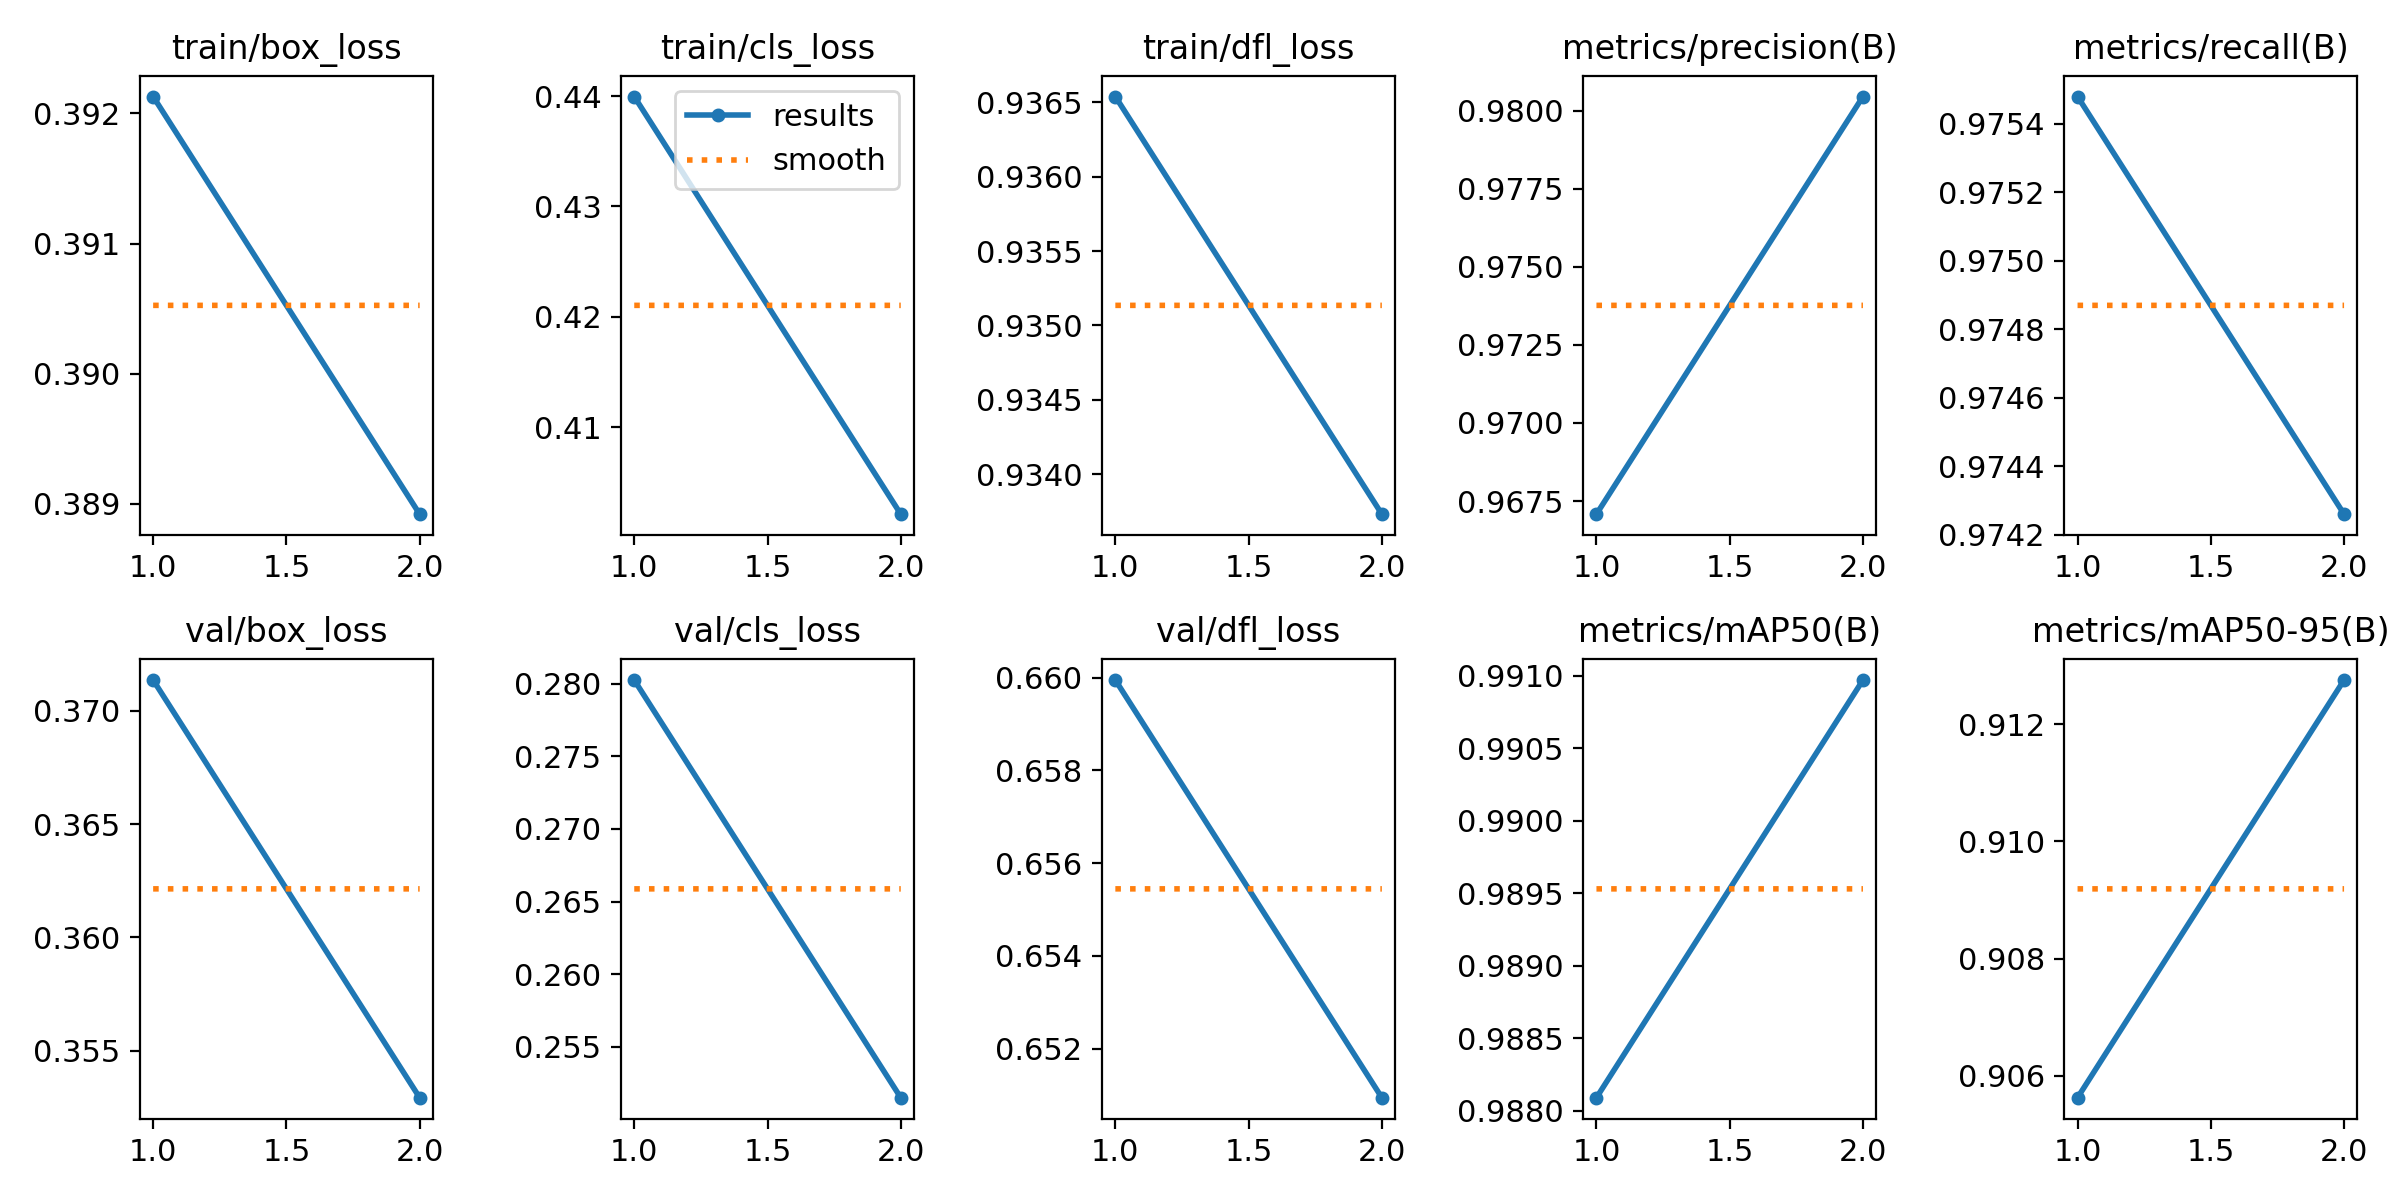 train/box_loss
0.392
0.391
0.390
0.389
1.0 1.5 2.0
train/cls_loss
results
smooth
0.44
0.43
0.42
0.41
1.0 1.5 2.0
train/dfl_loss
0.9365
0.9360
0.9355
0.9350
0.9345
0.9340
1.0 1.5 2.0
metrics/precision(B)
0.9800
0.9775
0.9750
0.9725
0.9700
0.9675
1.0 1.5 2.0
metrics/recall(B)
0.9754
0.9752
0.9750
0.9748
0.9746
0.9744
0.9742
1.0 1.5 2.0
val/box_loss
0.370
0.365
0.360
0.355
1.0 1.5 2.0
val/cls_loss
0.280
0.275
0.270
0.265
0.260
0.255
1.0 1.5 2.0
val/dfl_loss
0.660
0.658
0.656
0.654
0.652
1.0 1.5 2.0
metrics/mAP50(B)
0.9910
0.9905
0.9900
0.9895
0.9890
0.9885
0.9880
1.0 1.5 2.0
metrics/mAP50-95(B)
0.912
0.910
0.908
0.906
1.0 1.5 2.0